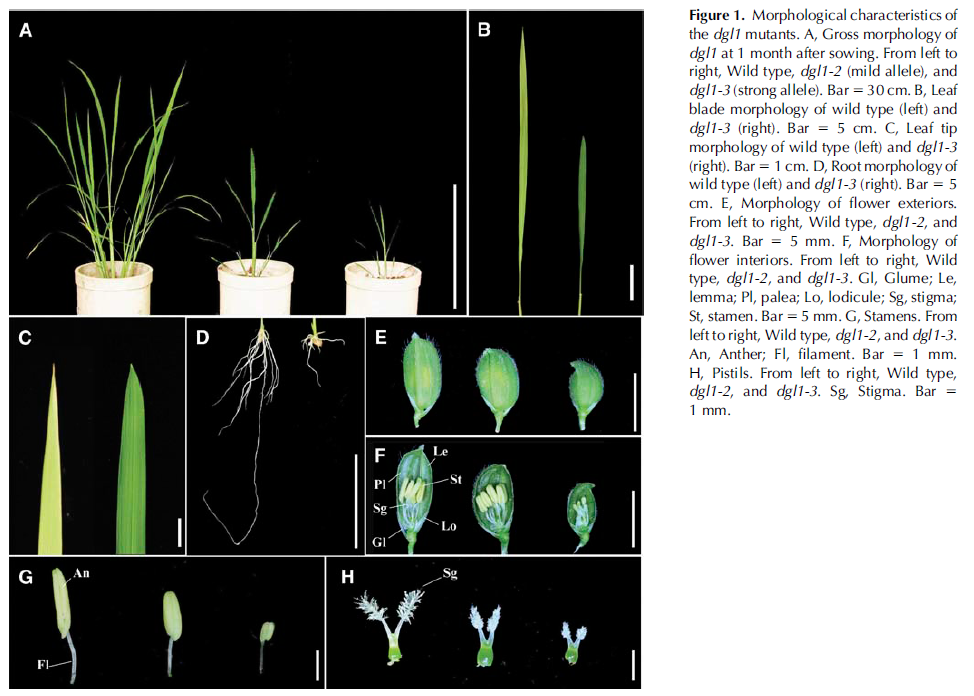 A
B
C
D
E
F
Le
Pl
St
Sg
Lo
Gl
G
An
Fl
H
Sg
Figure 1. Morphological characteristics of
the dgl1 mutants. A, Gross morphology of
dgl1 at 1 month after sowing. From left to
right, Wild type, dgl1-2 (mild allele), and
dgl1-3 (strong allele). Bar = 30 cm. B, Leaf
blade morphology of wild type (left) and
dgl1-3 (right). Bar = 5 cm. C, Leaf tip
morphology of wild type (left) and dgl1-3
(right). Bar = 1 cm. D, Root morphology of
wild type (left) and dgl1-3 (right). Bar = 5
cm. E, Morphology of flower exteriors.
From left to right, Wild type, dgl1-2, and
dgl1-3. Bar = 5 mm. F, Morphology of
flower interiors. From left to right, Wild
type, dgl1-2, and dgl1-3. Gl, Glume; Le,
lemma; Pl, palea; Lo, lodicule; Sg, stigma;
St, stamen. Bar = 5 mm. G, Stamens. From
left to right, Wild type, dgl1-2, and dgl1-3.
An, Anther; Fl, filament. Bar = 1 mm.
H, Pistils. From left to right, Wild type,
dgl1-2, and dgl1-3. Sg, Stigma. Bar =
1 mm.